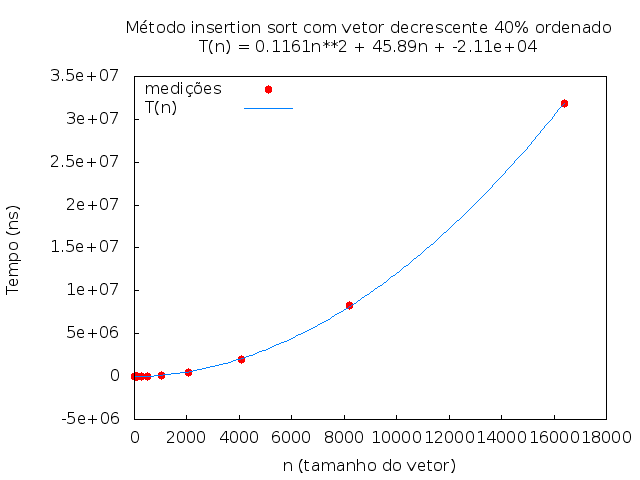 Método insertion sort com vetor decrescente 40% ordenado
T(n) = 0.1161n**2 + 45.89n + -2.11e+04
3.5e+07
3e+07
2.5e+07
2e+07
1.5e+07
1e+07
5e+06
0
-5e+06
medições
T(n)
Tempo (ns)
0 2000 4000 6000 8000 10000 12000 14000 16000 18000
n (tamanho do vetor)